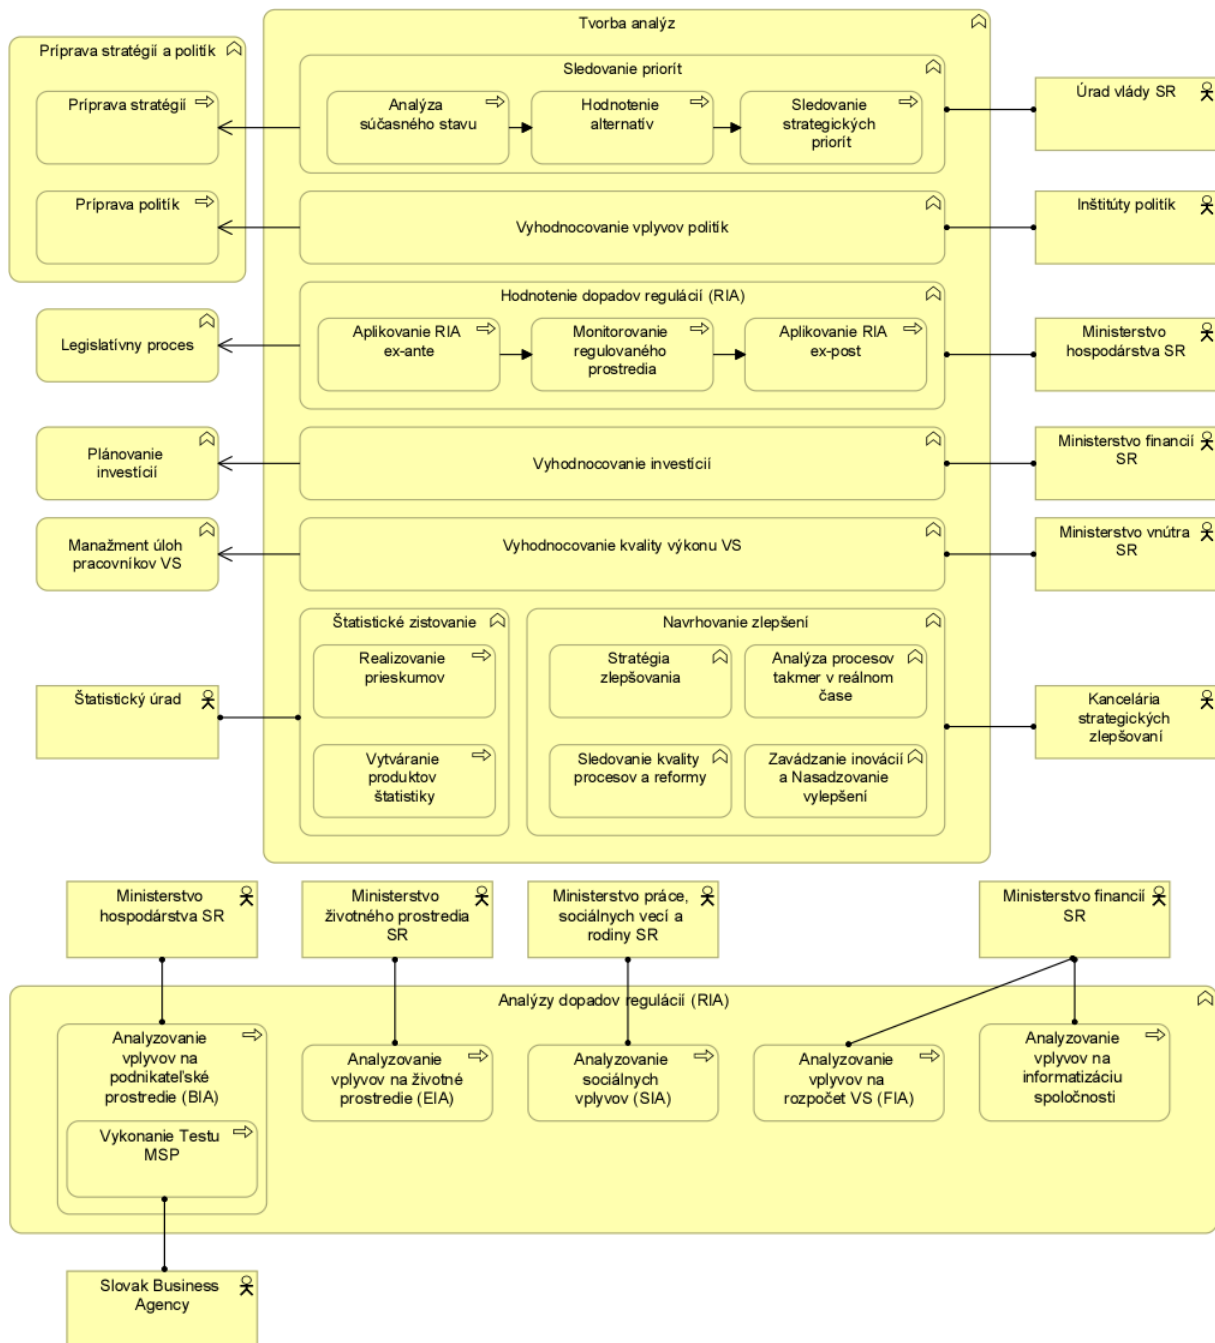 Tvorba analýz
Príprava stratégií a politík
Príprava stratégií
Príprava politík
Sledovanie priorít
Analýza
súčasného stavu
Hodnotenie
alternatív
Sledovanie
strategických
priorít
Úrad vlády SR
Vyhodnocovanie vplyvov politík
Inštitúty politík
Legislatívny proces
Hodnotenie dopadov regulácií (RIA)
Aplikovanie RIA
ex-ante
Monitorovanie
regulovaného
prostredia
Aplikovanie RIA
ex-post
Ministerstvo
hospodárstva SR
Plánovanie
investícií
Vyhodnocovanie investícií
Ministerstvo financií
SR
Manažment úloh
pracovníkov VS
Vyhodnocovanie kvality výkonu VS
Ministerstvo vnútra
SR
Štatistický úrad
Štatistické zistovanie
Realizovanie
prieskumov
Vytváranie
produktov
štatistiky
Navrhovanie zlepšení
Stratégia
zlepšovania
Analýza procesov
takmer v reálnom
čase
Sledovanie kvality
procesov a reformy
Zavádzanie inovácií
a Nasadzovanie
vylepšení
Kancelária
strategických
zlepšovaní
Ministerstvo
hospodárstva SR
Ministerstvo
životného prostredia
SR
Ministerstvo práce,
sociálnych vecí a
rodiny SR
Ministerstvo financií
SR
Analýzy dopadov regulácií (RIA)
Analyzovanie
vplyvov na
podnikateľské
prostredie (BIA)
Vykonanie Testu
MSP
Analyzovanie
vplyvov na životné
prostredie (EIA)
Analyzovanie
sociálnych
vplyvov (SIA)
Analyzovanie
vplyvov na
rozpočet VS (FIA)
Analyzovanie
vplyvov na
informatizáciu
spoločnosti
Slovak Business
Agency